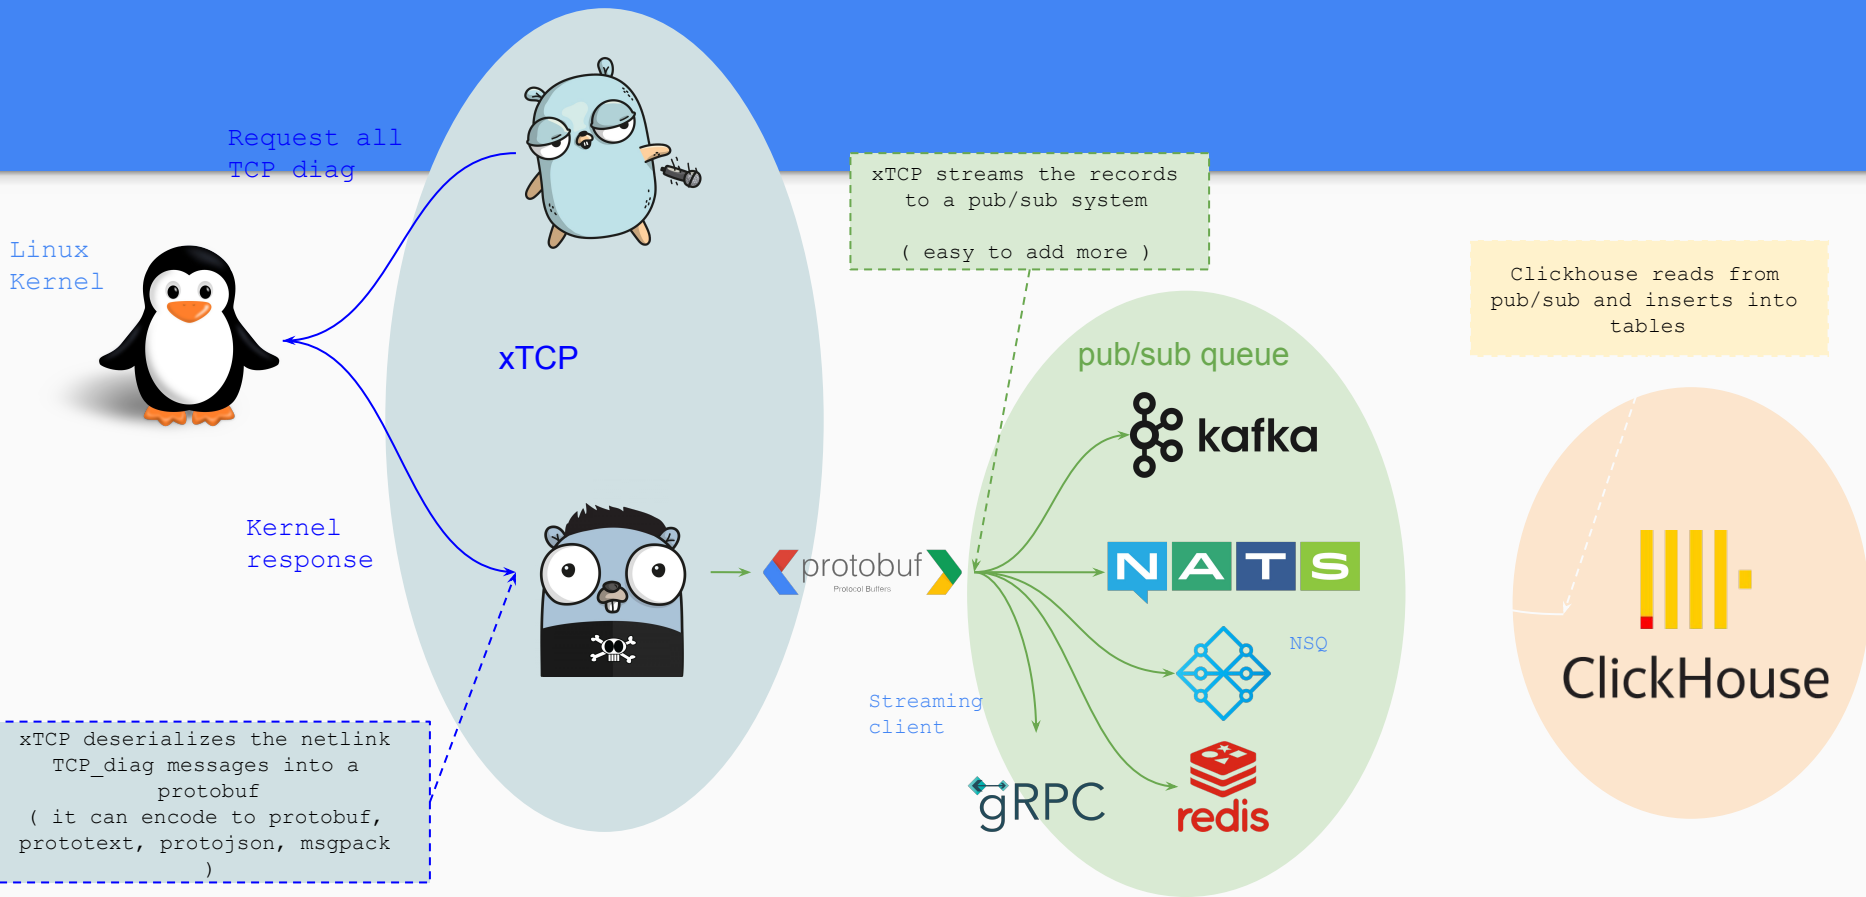 Request all
TCP diag
Linux
Kernel
xTCP
Kernel
response
xTCP deserializes the netlink
TCP_diag messages into a
protobuf
( it can encode to protobuf,
prototext, protojson, msgpack
)
protobuf
Protocol Buffers
xTCP streams the records
to a pub/sub system
( easy to add more )
pub/sub queue
kafka
NATS
NSQ
Streaming
client
gRPC
redis
Clickhouse reads from
pub/sub and inserts into
tables
ClickHouse